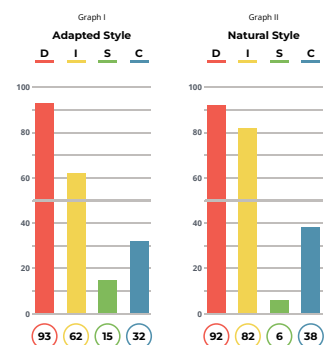 Graph I
Adapted Style
D I S C
100
80
60
40
20
0
93 62 15 32
Graph II
Natural Style
D I S C
100
80
60
40
20
0
92 82 6 38